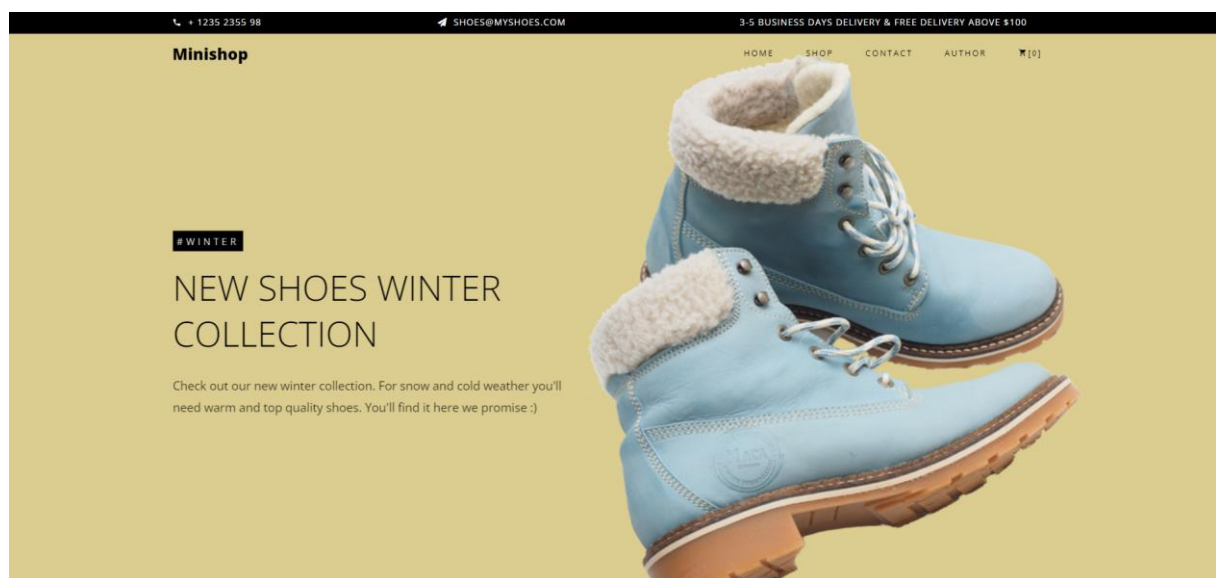 + 1235 2355 98
SHOES@MYSHOES.COM
3-5 BUSINESS DAYS DELIVERY & FREE DELIVERY ABOVE $100
Minishop
HOME
SHOP
CONTACT
AUTHOR
[0]
#WINTER
NEW SHOES WINTER
COLLECTION
Check out our new winter collection. For snow and cold weather you'll
need warm and top quality shoes. You'll find it here we promise :)